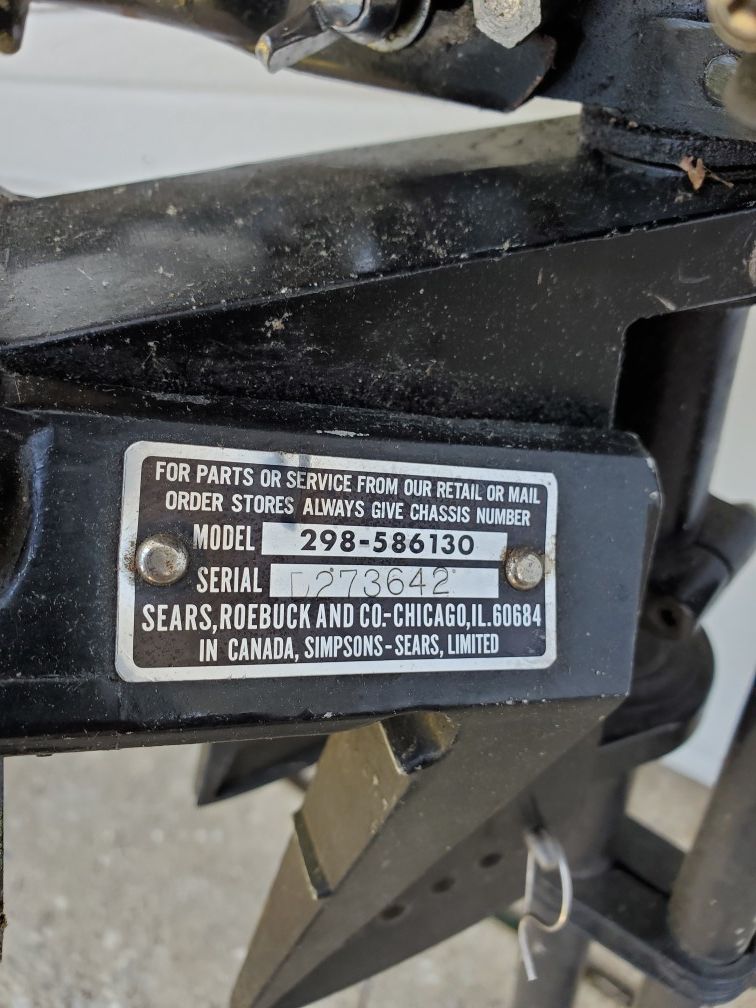 FOR PARTS OR SERVICE FROM OUR RETAIL OR MAIL
ORDER STORES ALWAYS GIVE CHASSIS NUMBER
MODEL 298-586130
SERIAL 273642
SEARS, ROEBUCK AND CO.-CHICAGO, IL. 60684
IN CANADA, SIMPSONS-SEARS, LIMITED